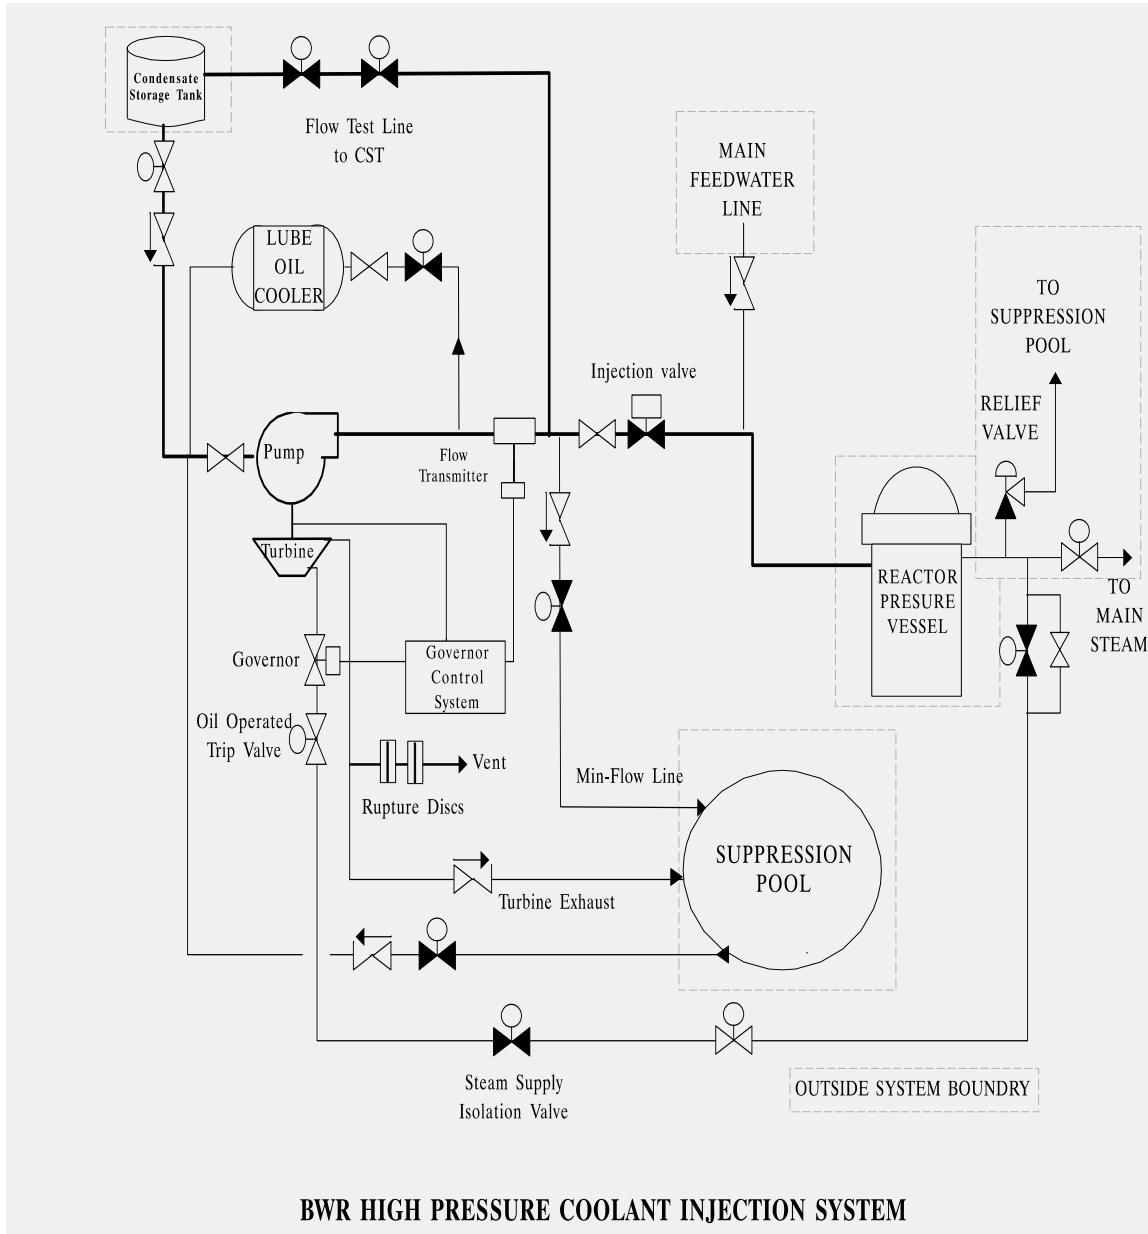 Condensate
Storage Tank
Flow Test Line
to CST
MAIN
FEEDWATER
LINE
LUBE
OIL
COOLER
TO
SUPPRESSION
POOL
Injection valve
RELIEF
VALVE
Pump
Flow
Transmitter
Turbine
REACTOR
PRESURE
VESSEL
TO
MAIN
STEAM
Governor
Governor
Control
System
Oil Operated
Trip Valve
Vent
Rupture Discs
Min-Flow Line
SUPPRESSION
POOL
Turbine Exhaust
Steam Supply
Isolation Valve
OUTSIDE SYSTEM BOUNDRY
BWR HIGH PRESSURE COOLANT INJECTION SYSTEM